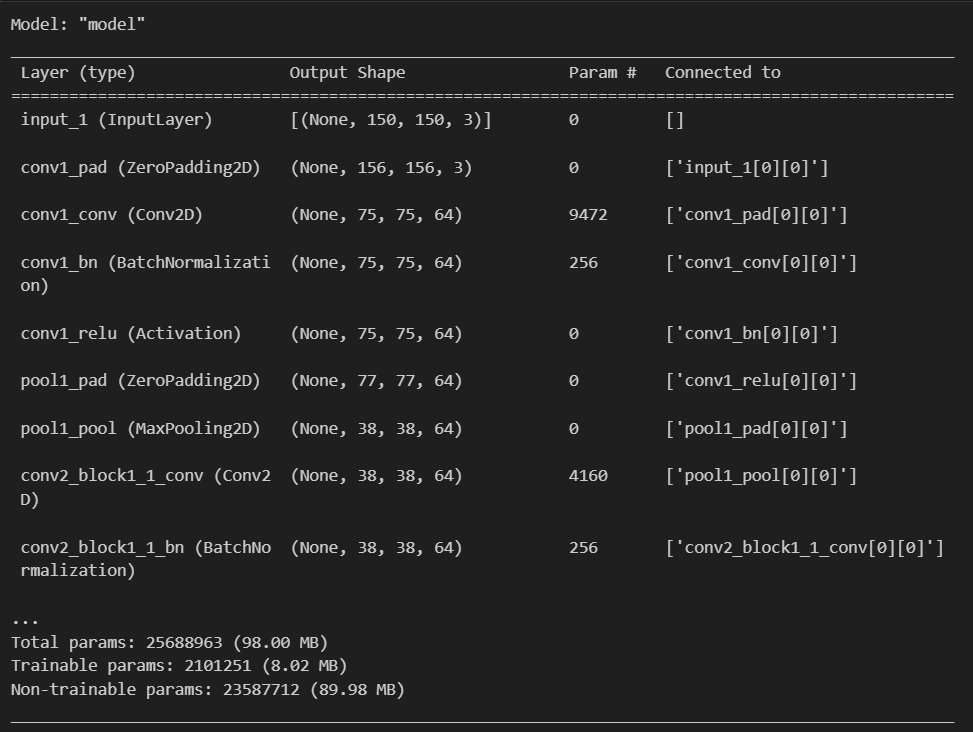 Model: "model"
Layer (type) Output Shape Param # Connected to
input_1 (InputLayer) [(None, 150, 150, 3)] 0 []
conv1_pad (ZeroPadding2D) (None, 156, 156, 3) 0 ['input_1[0][0]']
conv1_conv (Conv2D) (None, 75, 75, 64) 9472 ['conv1_pad[0][0]']
conv1_bn (BatchNormalizati (None, 75, 75, 64) 256 ['conv1_conv[0][0]']
on)
conv1_relu (Activation) (None, 75, 75, 64) 0 ['conv1_bn[0][0]']
pool1_pad (ZeroPadding2D) (None, 77, 77, 64) 0 ['conv1_relu[0][0]']
pool1_pool (MaxPooling2D) (None, 38, 38, 64) 0 ['pool1_pad[0][0]']
conv2_block1_1_conv (Conv2 (None, 38, 38, 64) 4160 ['pool1_pool[0][0]']
D)
conv2_block1_1_bn (BatchNo (None, 38, 38, 64) 256 ['conv2_block1_1_conv[0][0]']
rmalization)
...
Total params: 25688963 (98.00 MB)
Trainable params: 2101251 (8.02 MB)
Non-trainable params: 23587712 (89.98 MB)